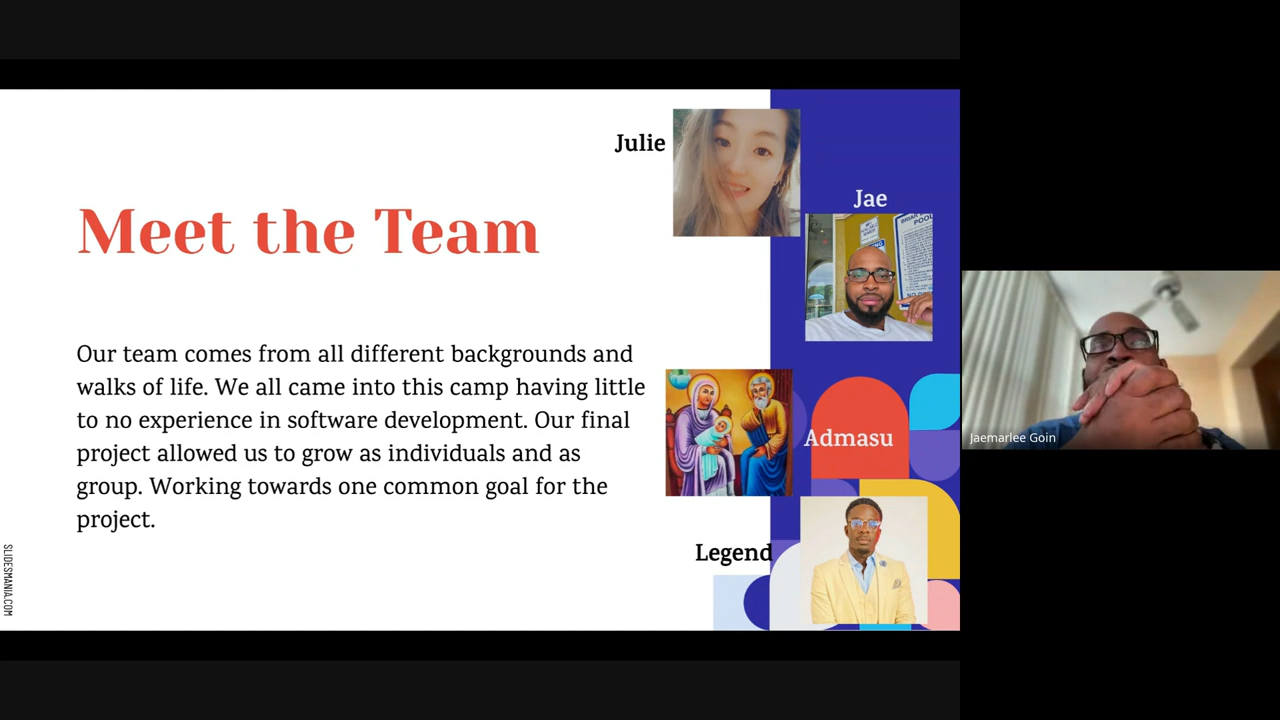 Julie
Jae
Meet the Team
Our team comes from all different backgrounds and
walks of life. We all came into this camp having little
to no experience in software development. Our final
project allowed us to grow as individuals and as
group. Working towards one common goal for the
project.
Admasu
Legend
SLIDESMANIA.COM
Jaemarlee Goin
POOL